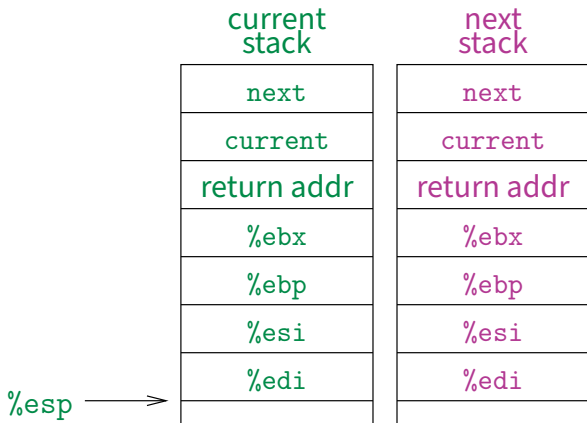 current
stack
next
stack
next
next
current
current
return addr
return addr
%ebx
%ebx
%ebp
%ebp
%esi
%esi
%edi
%edi
%esp